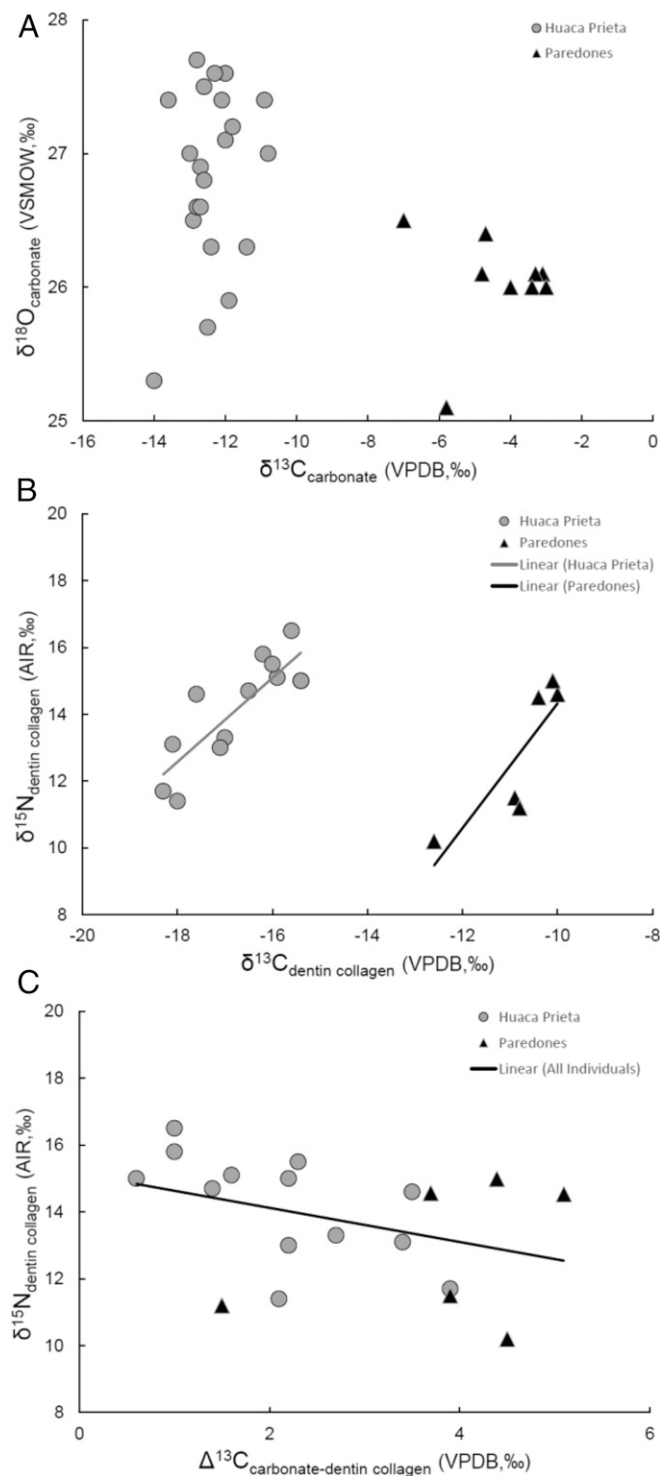 A
28
27
26
25
δ18Ocarbonate (VSMOW,‰)
Huaca Prieta
Paredones
-16 -14 -12 -10 -8 -6 -4 -2 0
δ13Ccarbonate (VPDB,‰)
B
20
18
16
14
12
10
8
δ15Ndentin collagen (AIR,‰)
Huaca Prieta
Paredones
Linear (Huaca Prieta)
Linear (Paredones)
-20 -18 -16 -14 -12 -10 -8
δ13Cdentin collagen (VPDB,‰)
C
20
18
16
14
12
10
8
δ15Ndentin collagen (AIR,‰)
Huaca Prieta
Paredones
Linear (All Individuals)
0 2 4 6
Δ13Ccarbonate-dentin collagen (VPDB,‰)